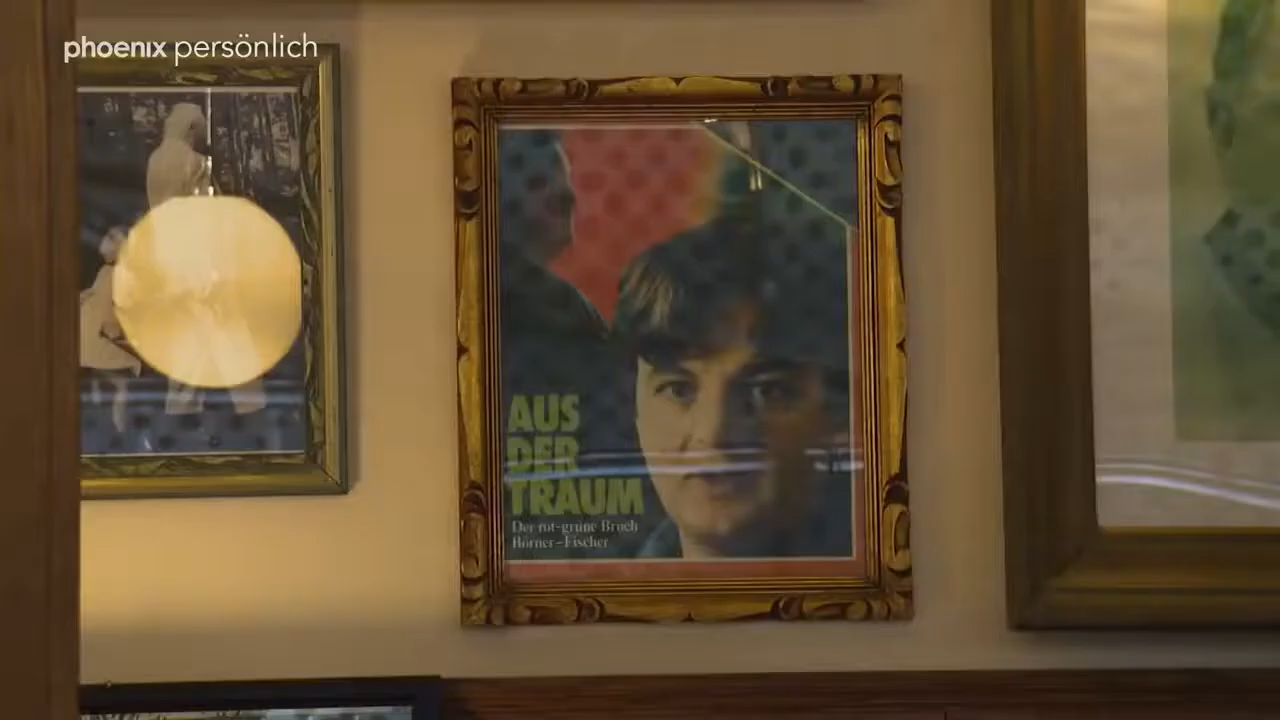 phoenix persönlich
AUS
DER
TRAUM
Der rot-grüne Bruch
Börner-Fischer